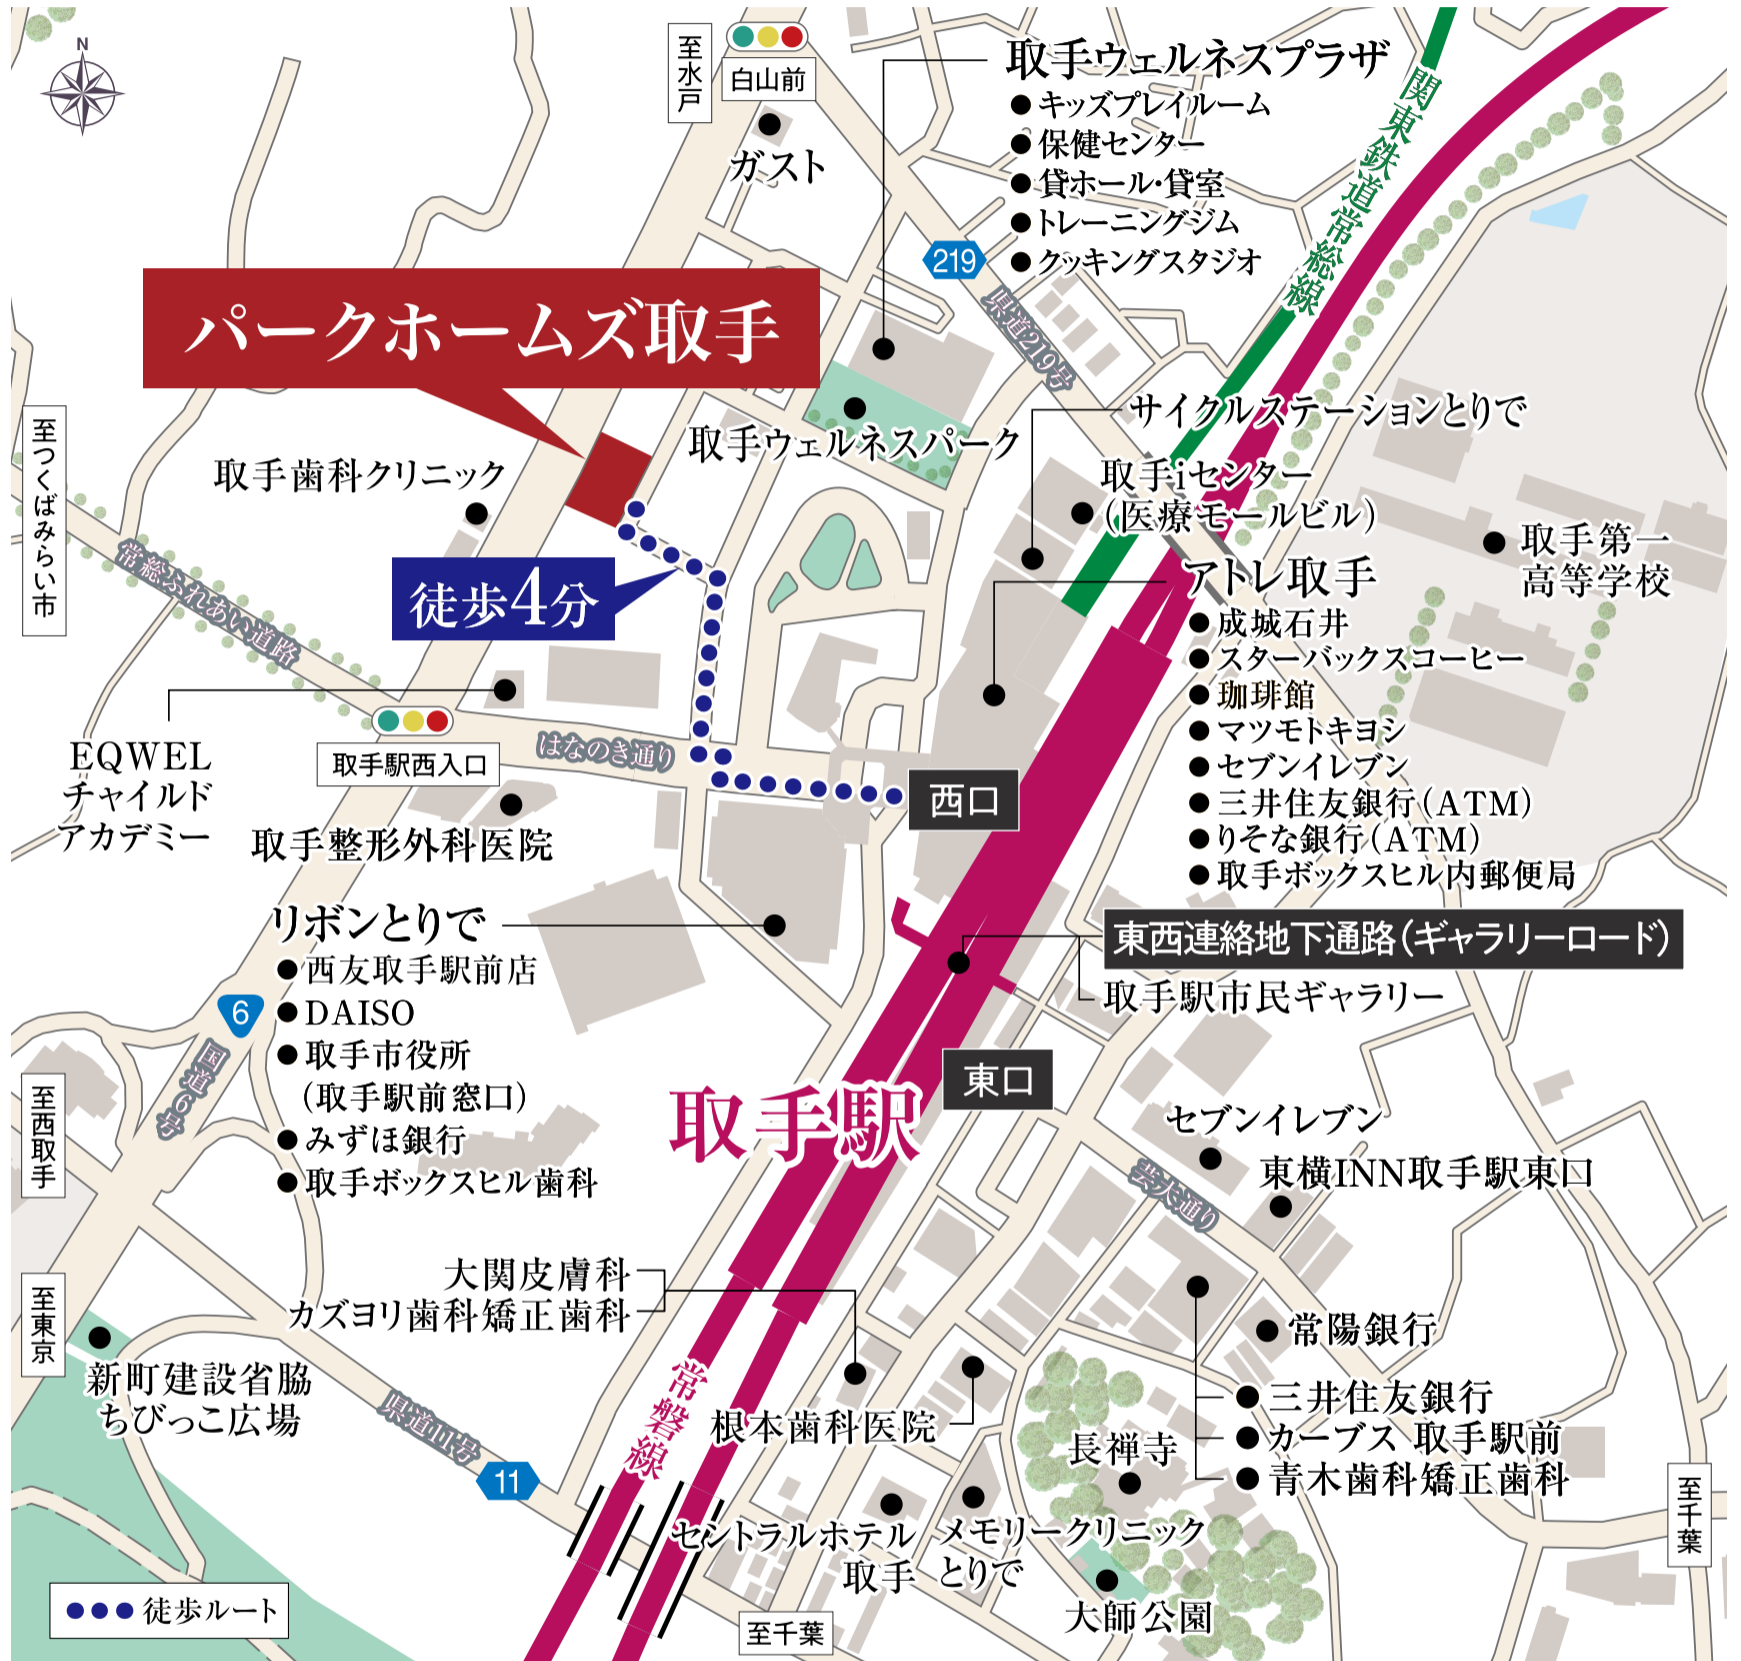 N
至水戸
白山前
ガスト
取手ウェルネスプラザ
●キッズプレイルーム
●保健センター
●貸ホール・貸室
●トレーニングジム
●クッキングスタジオ
関東鉄道常総線
219
県道219号
パークホームズ取手
取手ウェルネスパーク
サイクルステーションとりで
取手iセンター
(医療モールビル)
取手第一
高等学校
至つくばみらい市
取手歯科クリニック
常総ふれあい道路
徒歩4分
アトレ取手
●成城石井
●スターバックスコーヒー
●珈琲館
●マツモトキヨシ
●セブンイレブン
●三井住友銀行(ATM)
●りそな銀行(ATM)
●取手ボックスヒル内郵便局
EQWEL
チャイルド
アカデミー
取手駅西入口
はなのき通り
西口
取手整形外科医院
リボンとりで
●西友取手駅前店
●DAISO
●取手市役所
(取手駅前窓口)
●みずほ銀行
●取手ボックスヒル歯科
東西連絡地下通路(ギャラリーロード)
取手駅市民ギャラリー
6
国道6号
東口
取手駅
至西取手
セブンイレブン
東横INN取手駅東口
芸大通り
大関皮膚科
カズヨリ歯科矯正歯科
至東京
新町建設省脇
ちびっこ広場
常陽銀行
●三井住友銀行
●カーブス 取手駅前
●青木歯科矯正歯科
県道11号
11
常磐線
根本歯科医院
長禅寺
セントラルホテル
取手
メモリークリニック
とりで
大師公園
至千葉
至千葉
●●●徒歩ルート